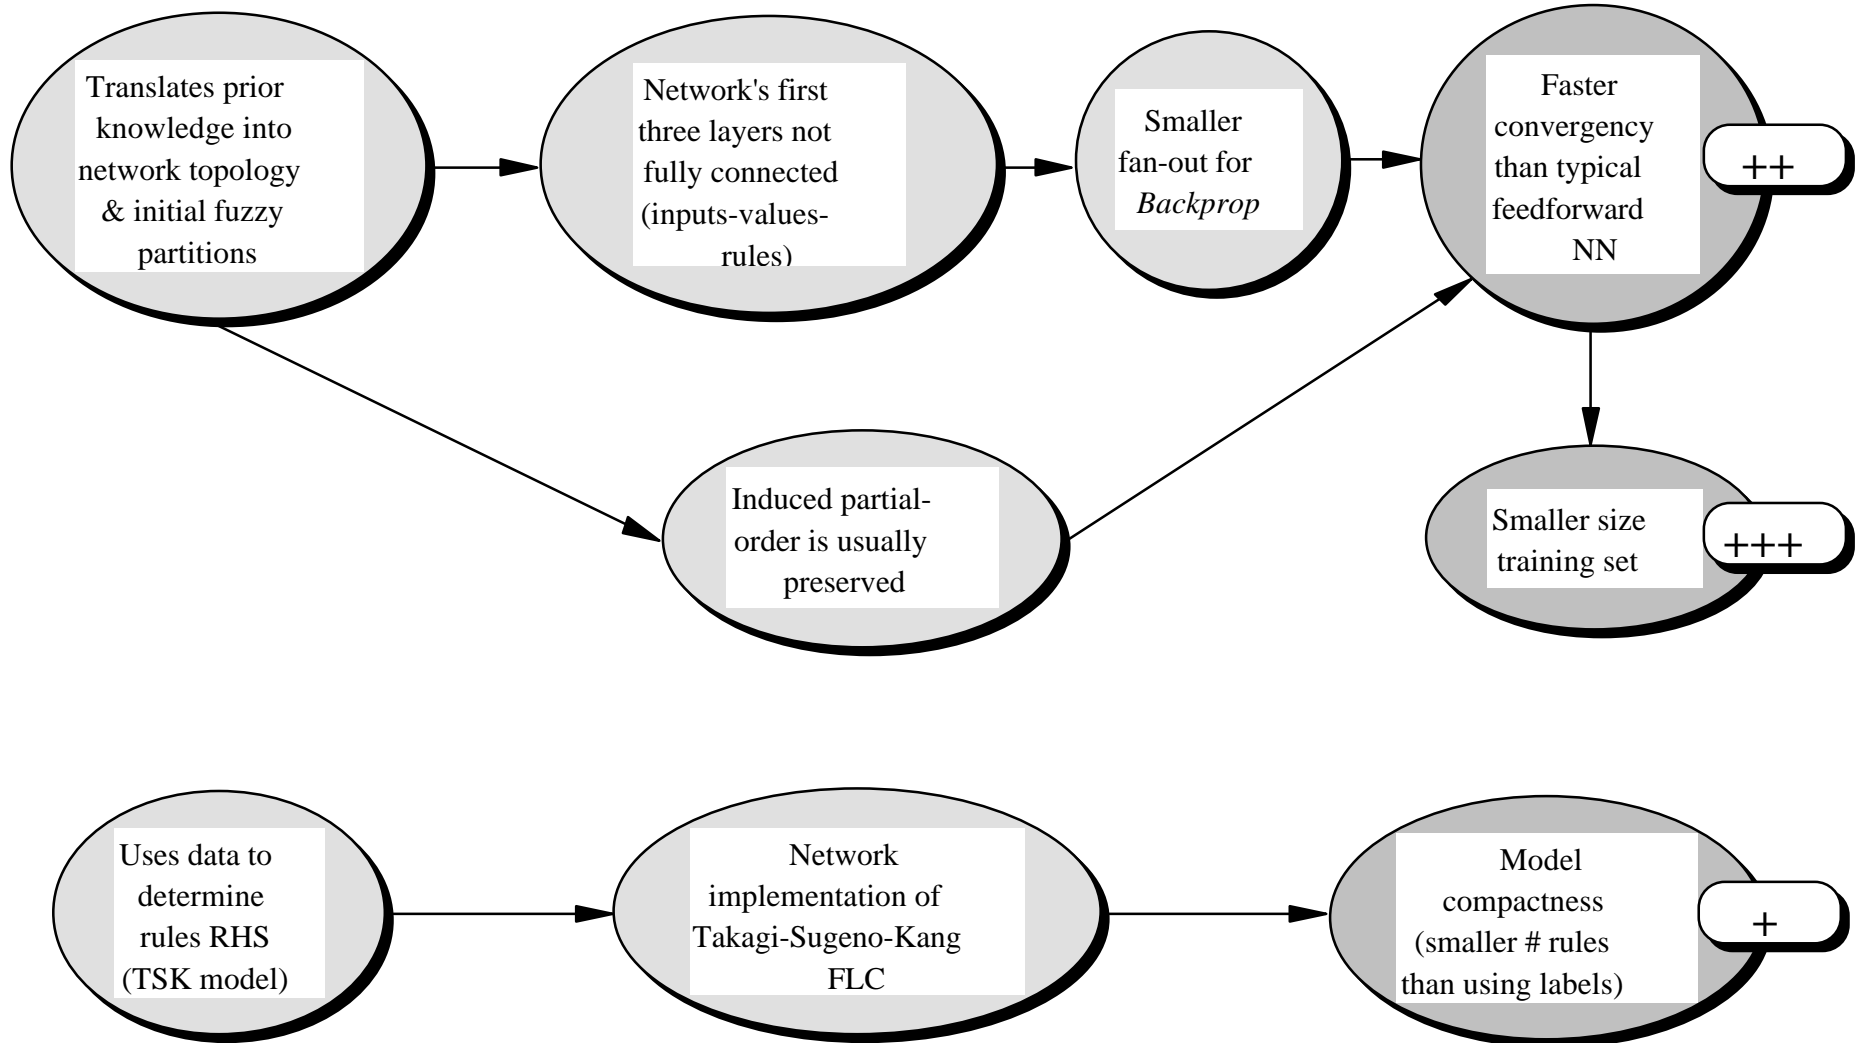 Translates prior
knowledge into
network topology
& initial fuzzy
partitions
Network's first
three layers not
fully connected
(inputs-values-
rules)
Smaller
fan-out for
Backprop
Faster
convergency
than typical
feedforward
NN
++
Induced partial-
order is usually
preserved
Smaller size
training set
+++
Uses data to
determine
rules RHS
(TSK model)
Network
implementation of
Takagi-Sugeno-Kang
FLC
Model
compactness
(smaller # rules
than using labels)
+